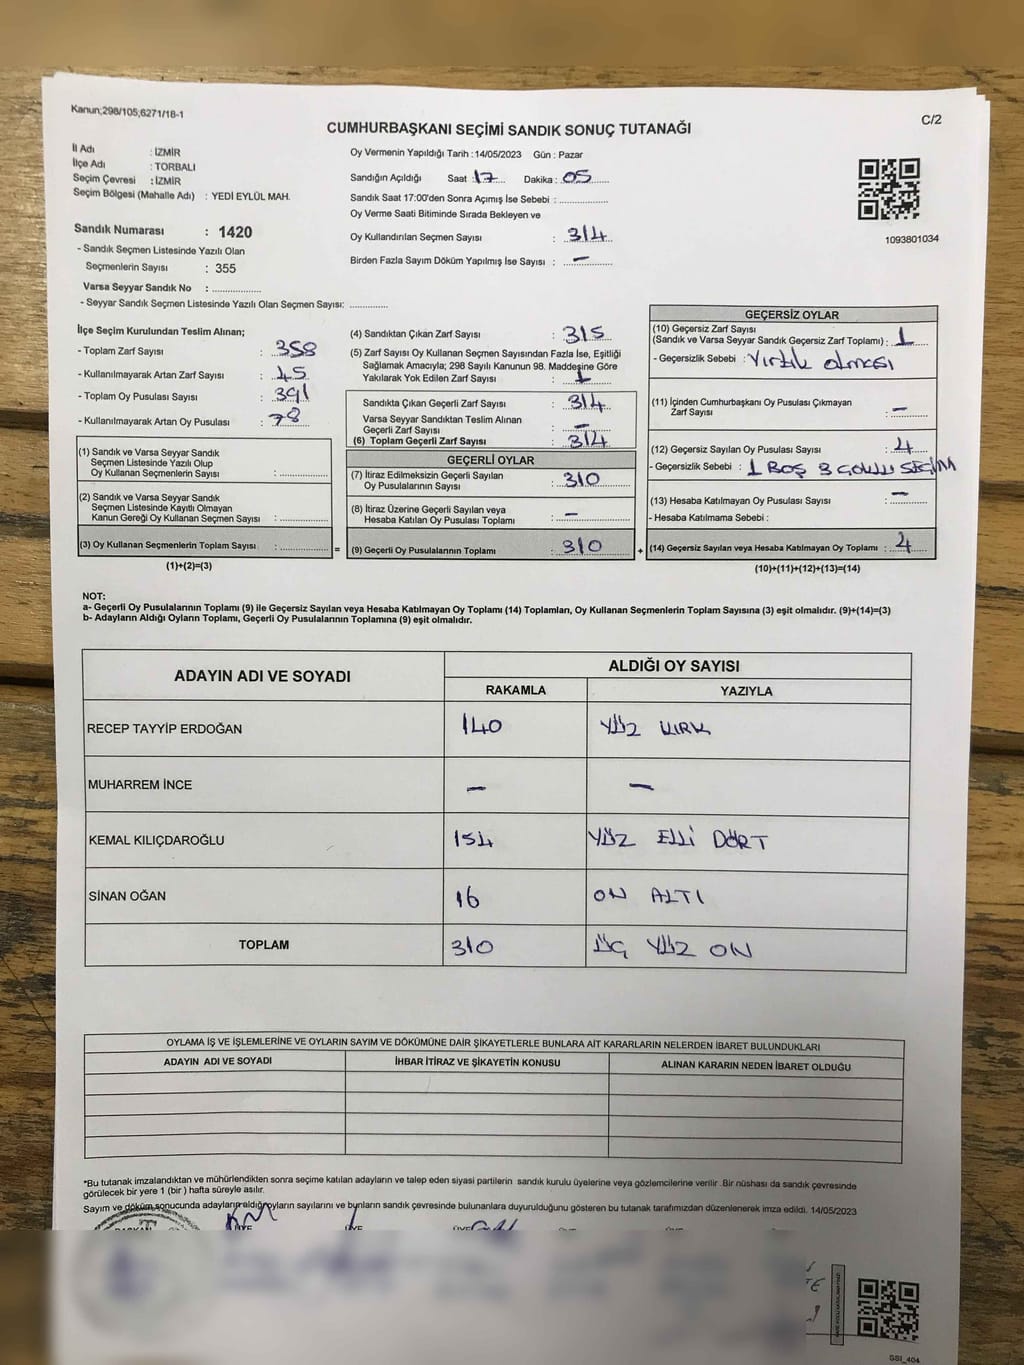 Kanun;298/105;6271/18-1
C/2
CUMHURBAŞKANI SEÇİMİ SANDIK SONUÇ TUTANAĞI
İl Adı : İZMİR
İlçe Adı : TORBALI
Seçim Çevresi : İZMİR
Seçim Bölgesi (Mahalle Adı) : YEDİ EYLÜL MAH.
Sandık Numarası : 1420
- Sandık Seçmen Listesinde Yazılı Olan
Seçmenlerin Sayısı : 355
Varsa Seyyar Sandık No :
- Seyyar Sandık Seçmen Listesinde Yazılı Olan Seçmen Sayısı:
Oy Vermenin Yapıldığı Tarih : 14/05/2023 Gün : Pazar
Sandığın Açıldığı Saat : 17 Dakika : 05
Sandık Saat 17:00'den Sonra Açımış İse Sebebi :
Oy Verme Saati Bitiminde Sırada Bekleyen ve
Oy Kullandırılan Seçmen Sayısı : 314
Birden Fazla Sayım Döküm Yapılmış İse Sayısı : –
1093801034
İlçe Seçim Kurulundan Teslim Alınan;
- Toplam Zarf Sayısı : 358
- Kullanılmayarak Artan Zarf Sayısı : 45
- Toplam Oy Pusulası Sayısı : 391
- Kullanılmayarak Artan Oy Pusulası : 78
(1) Sandık ve Varsa Seyyar Sandık
Seçmen Listesinde Yazılı Olup
Oy Kullanan Seçmenlerin Sayısı :
(2) Sandık ve Varsa Seyyar Sandık
Seçmen Listesinde Kayıtlı Olmayan
Kanun Gereği Oy Kullanan Seçmen Sayısı :
(3) Oy Kullanan Seçmenlerin Toplam Sayısı :
(1)+(2)=(3)
(4) Sandıktan Çıkan Zarf Sayısı : 315
(5) Zarf Sayısı Oy Kullanan Seçmen Sayısından Fazla İse, Eşitliği
Sağlamak Amacıyla; 298 Sayılı Kanunun 98. Maddesine Göre
Yakılarak Yok Edilen Zarf Sayısı : 1
Sandıkta Çıkan Geçerli Zarf Sayısı : 314
Varsa Seyyar Sandıktan Teslim Alınan
Geçerli Zarf Sayısı : –
(6) Toplam Geçerli Zarf Sayısı : 314
GEÇERLİ OYLAR
(7) İtiraz Edilmeksizin Geçerli Sayılan
Oy Pusulalarının Sayısı : 310
(8) İtiraz Üzerine Geçerli Sayılan veya
Hesaba Katılan Oy Pusulası Toplamı : –
= (9) Geçerli Oy Pusulalarının Toplamı : 310 +
GEÇERSİZ OYLAR
(10) Geçersiz Zarf Sayısı
(Sandık ve Varsa Seyyar Sandık Geçersiz Zarf Toplamı) : 1
- Geçersizlik Sebebi : Yırtık olması
(11) İçinden Cumhurbaşkanı Oy Pusulası Çıkmayan
Zarf Sayısı : –
(12) Geçersiz Sayılan Oy Pusulası Sayısı : 4
- Geçersizlik Sebebi : 1 BOŞ 3 ÇOKLU SEÇİM
(13) Hesaba Katılmayan Oy Pusulası Sayısı : –
- Hesaba Katılmama Sebebi :
(14) Geçersiz Sayılan veya Hesaba Katılmayan Oy Toplamı : 4
(10)+(11)+(12)+(13)=(14)
NOT:
a- Geçerli Oy Pusulalarının Toplamı (9) ile Geçersiz Sayılan veya Hesaba Katılmayan Oy Toplamı (14) Toplamları, Oy Kullanan Seçmenlerin Toplam Sayısına (3) eşit olmalıdır. (9)+(14)=(3)
b- Adayların Aldığı Oyların Toplamı, Geçerli Oy Pusulalarının Toplamına (9) eşit olmalıdır.
ADAYIN ADI VE SOYADI ALDIĞI OY SAYISI
RAKAMLA YAZIYLA
RECEP TAYYİP ERDOĞAN 140 YÜZ KIRK
MUHARREM İNCE – –
KEMAL KILIÇDAROĞLU 154 YÜZ ELLİ DÖRT
SİNAN OĞAN 16 ON ALTI
TOPLAM 310 ÜÇ YÜZ ON
OYLAMA İŞ VE İŞLEMLERİNE VE OYLARIN SAYIM VE DÖKÜMÜNE DAİR ŞİKAYETLERLE BUNLARA AİT KARARLARIN NELERDEN İBARET BULUNDUKLARI
ADAYIN ADI VE SOYADI İHBAR İTİRAZ VE ŞİKAYETİN KONUSU ALINAN KARARIN NEDEN İBARET OLDUĞU
*Bu tutanak imzalandıktan ve mühürlendikten sonra seçime katılan adayların ve talep eden siyasi partilerin sandık kurulu üyelerine veya gözlemcilerine verilir .Bir nüshası da sandık çevresinde
görülecek bir yere 1 (bir ) hafta süreyle asılır.
Sayım ve döküm sonucunda adayların aldığı oyların sayılarını ve bunların sandık çevresinde bulunanlara duyurulduğunu gösteren bu tutanak tarafımızdan düzenlenerek imza edildi. 14/05/2023
SSI_404